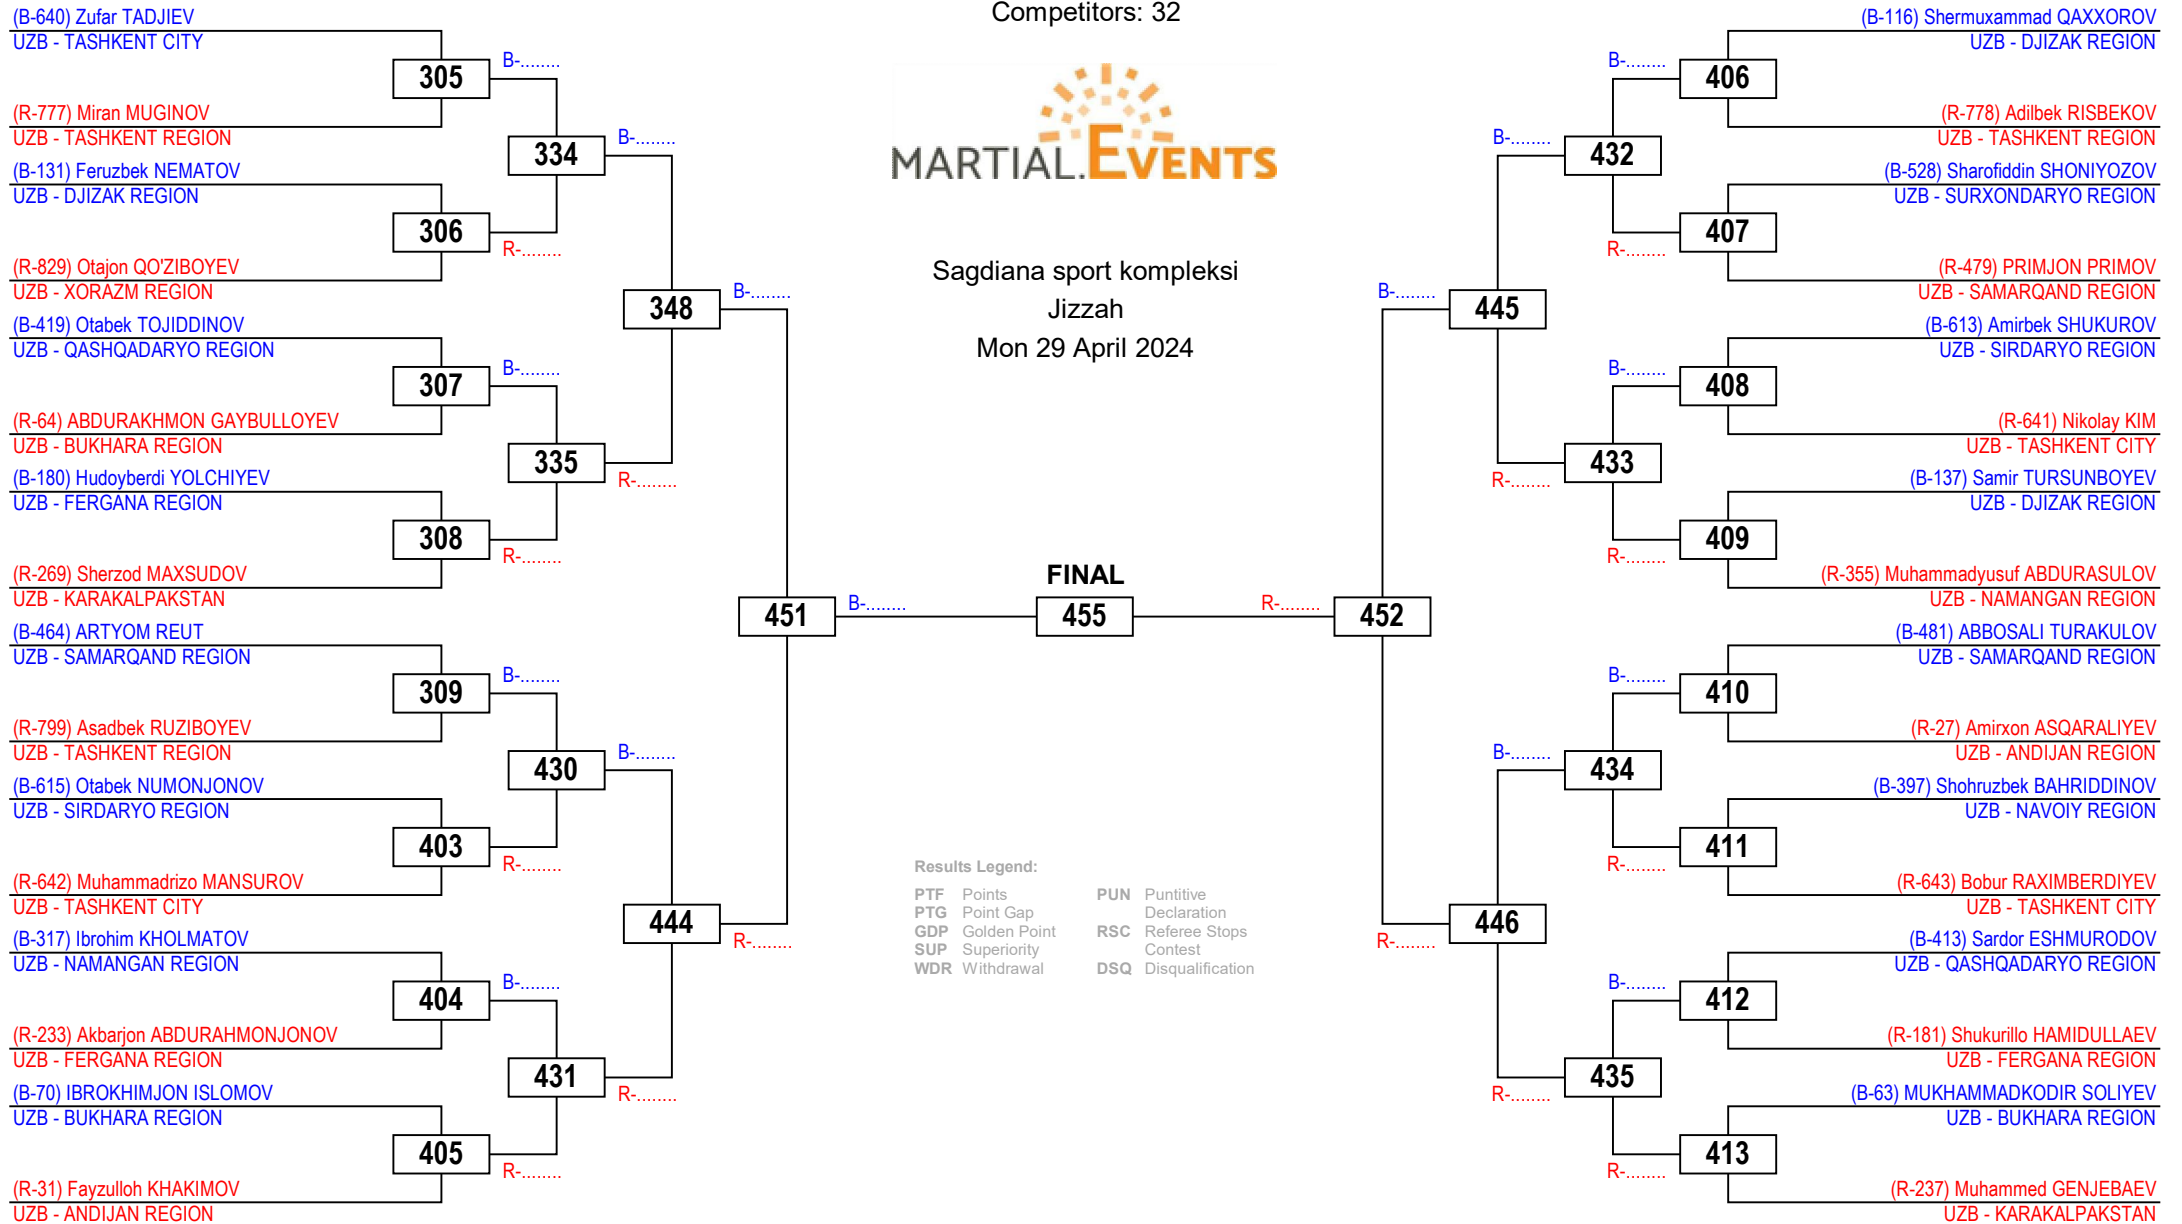 Competitors: 32
MARTIAL.EVENTS
Sagdiana sport kompleksi
Jizzah
Mon 29 April 2024
(B-640) Zufar TADJIEV
UZB - TASHKENT CITY
305
(R-777) Miran MUGINOV
UZB - TASHKENT REGION
B-........
334
(B-131) Feruzbek NEMATOV
UZB - DJIZAK REGION
306
(R-829) Otajon QO'ZIBOYEV
UZB - XORAZM REGION
R-........
B-........
348
(B-419) Otabek TOJIDDINOV
UZB - QASHQADARYO REGION
307
(R-64) ABDURAKHMON GAYBULLOYEV
UZB - BUKHARA REGION
B-........
335
(B-180) Hudoyberdi YOLCHIYEV
UZB - FERGANA REGION
308
(R-269) Sherzod MAXSUDOV
UZB - KARAKALPAKSTAN
R-........
R-........
B-........
451
(B-464) ARTYOM REUT
UZB - SAMARQAND REGION
309
(R-799) Asadbek RUZIBOYEV
UZB - TASHKENT REGION
B-........
430
(B-615) Otabek NUMONJONOV
UZB - SIRDARYO REGION
403
(R-642) Muhammadrizo MANSUROV
UZB - TASHKENT CITY
R-........
B-........
444
(B-317) Ibrohim KHOLMATOV
UZB - NAMANGAN REGION
404
(R-233) Akbarjon ABDURAHMONJONOV
UZB - FERGANA REGION
B-........
431
(B-70) IBROKHIMJON ISLOMOV
UZB - BUKHARA REGION
405
(R-31) Fayzulloh KHAKIMOV
UZB - ANDIJAN REGION
R-........
R-........
R-........
B-........
FINAL
455
R-........
452
(B-116) Shermuxammad QAXXOROV
UZB - DJIZAK REGION
406
(R-778) Adilbek RISBEKOV
UZB - TASHKENT REGION
B-........
432
(B-528) Sharofiddin SHONIYOZOV
UZB - SURXONDARYO REGION
407
(R-479) PRIMJON PRIMOV
UZB - SAMARQAND REGION
R-........
B-........
445
B-........
(B-613) Amirbek SHUKUROV
UZB - SIRDARYO REGION
408
(R-641) Nikolay KIM
UZB - TASHKENT CITY
B-........
433
(B-137) Samir TURSUNBOYEV
UZB - DJIZAK REGION
409
(R-355) Muhammadyusuf ABDURASULOV
UZB - NAMANGAN REGION
R-........
R-........
(B-481) ABBOSALI TURAKULOV
UZB - SAMARQAND REGION
410
(R-27) Amirxon ASQARALIYEV
UZB - ANDIJAN REGION
B-........
434
(B-397) Shohruzbek BAHRIDDINOV
UZB - NAVOIY REGION
411
(R-643) Bobur RAXIMBERDIYEV
UZB - TASHKENT CITY
R-........
B-........
446
R-........
(B-413) Sardor ESHMURODOV
UZB - QASHQADARYO REGION
412
(R-181) Shukurillo HAMIDULLAEV
UZB - FERGANA REGION
B-........
435
(B-63) MUKHAMMADKODIR SOLIYEV
UZB - BUKHARA REGION
413
(R-237) Muhammed GENJEBAEV
UZB - KARAKALPAKSTAN
R-........
R-........
Results Legend:
PTF Points
PTG Point Gap
GDP Golden Point
SUP Superiority
WDR Withdrawal
PUN Puntitive
Declaration
RSC Referee Stops
Contest
DSQ Disqualification